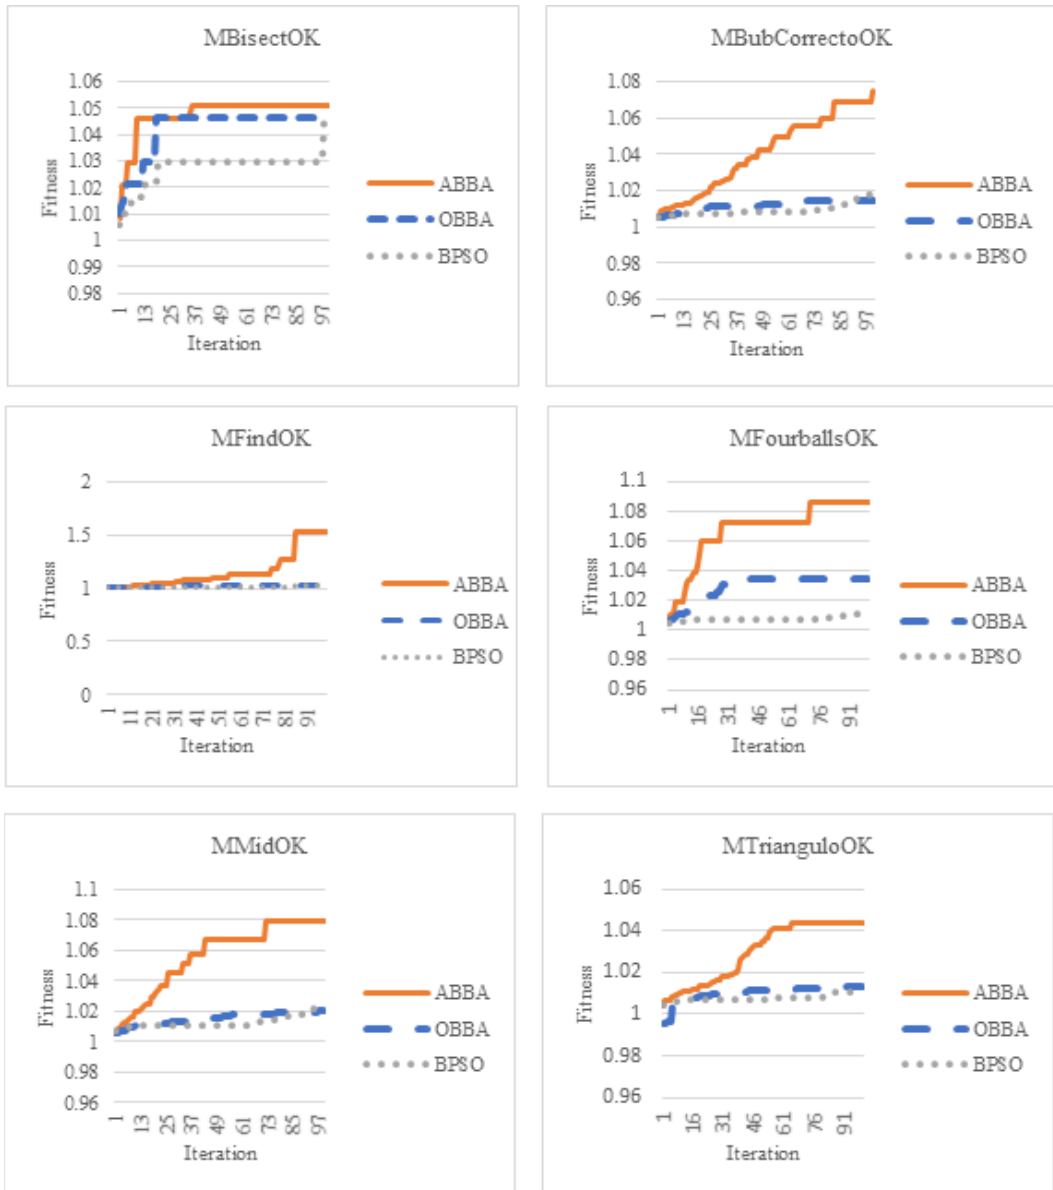 MBisectOK
1.06
1.05
1.04
1.03
1.02
1.01
1
0.99
0.98
Fitness
1 13 25 37 49 61 73 85 97
Iteration
ABBA
OBBA
BPSO
MBubCorrectoOK
1.08
1.06
1.04
1.02
1
0.98
0.96
Fitness
1 13 25 37 49 61 73 85 97
Iteration
ABBA
OBBA
BPSO
MFindOK
2
1.5
1
0.5
0
Fitness
1 11 21 31 41 51 61 71 81 91
Iteration
ABBA
OBBA
BPSO
MFourballsOK
1.1
1.08
1.06
1.04
1.02
1
0.98
0.96
Fitness
1 16 31 46 61 76 91
Iteration
ABBA
OBBA
BPSO
MMidOK
1.1
1.08
1.06
1.04
1.02
1
0.98
0.96
Fitness
1 13 25 37 49 61 73 85 97
Iteration
ABBA
OBBA
BPSO
MTrianguloOK
1.06
1.04
1.02
1
0.98
0.96
Fitness
1 16 31 46 61 76 91
Iteration
ABBA
OBBA
BPSO